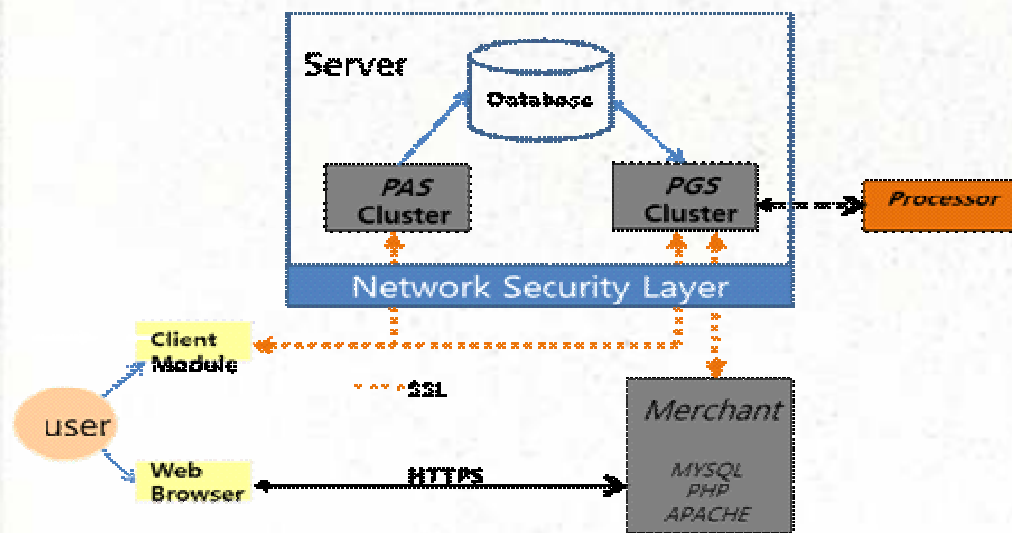 Server
Database
PAS
Cluster
PGS
Cluster
Processor
Network Security Layer
Client
Module
SSL
user
Merchant
Web
Browser
HTTPS
MYSQL
PHP
APACHE